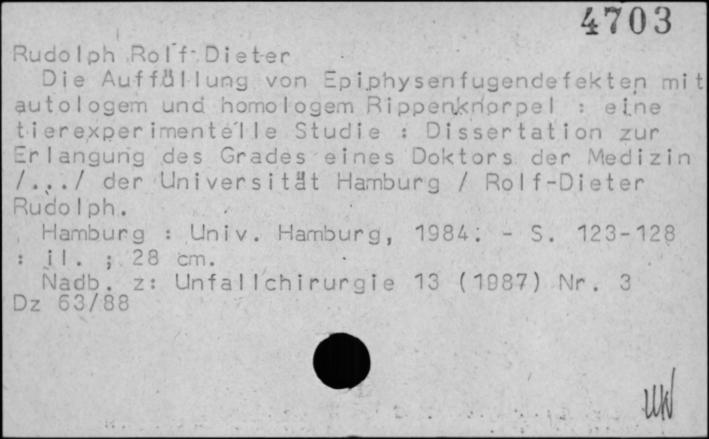 4703
Rudolph Rolf-Dieter
Die Auffüllung von Epiphysenfugendefekten mit
autologem und homologem Rippenknorpel : eine
tierexperimentelle Studie : Dissertation zur
Erlangung des Grades eines Doktors der Medizin
/.../ der Universität Hamburg / Rolf-Dieter
Rudolph.
Hamburg : Univ. Hamburg, 1984. - S. 123-128
: il. ; 28 cm.
Nadb. z: Unfallchirurgie 13 (1987) Nr. 3
Dz 63/88